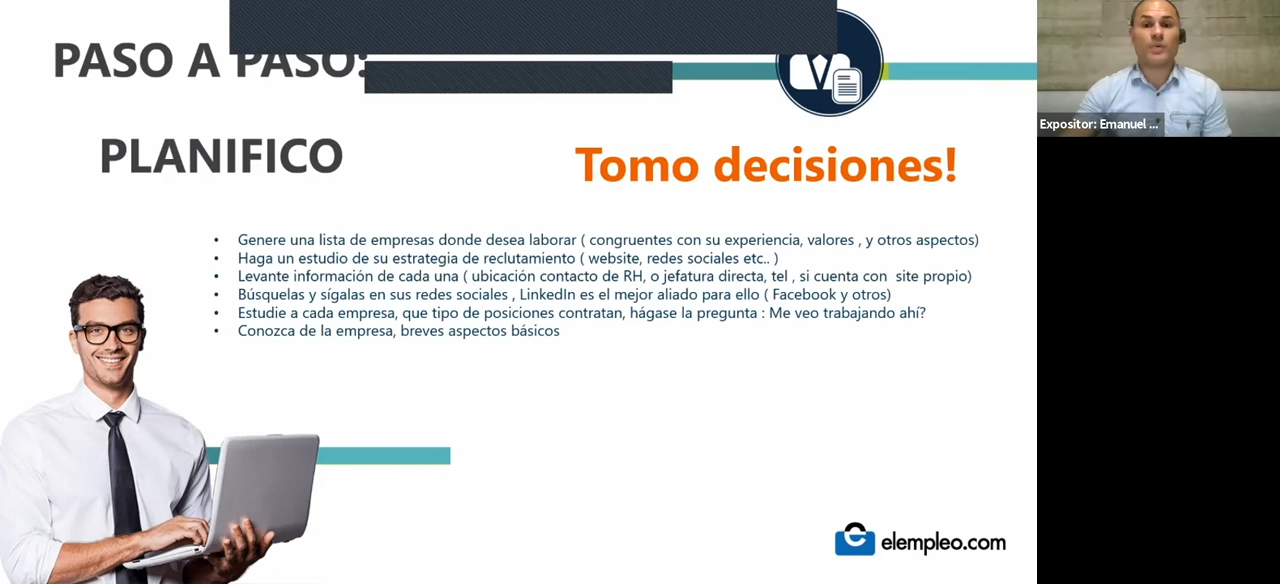 PASO A PASO:
PLANIFICO
Tomo decisiones!
• Genere una lista de empresas donde desea laborar ( congruentes con su experiencia, valores , y otros aspectos)
• Haga un estudio de su estrategia de reclutamiento ( website, redes sociales etc.. )
• Levante información de cada una ( ubicación contacto de RH, o jefatura directa, tel , si cuenta con site propio)
• Búsquelas y sígalas en sus redes sociales , LinkedIn es el mejor aliado para ello ( Facebook y otros)
• Estudie a cada empresa, que tipo de posiciones contratan, hágase la pregunta : Me veo trabajando ahí?
• Conozca de la empresa, breves aspectos básicos
elempleo.com
Expositor: Emanuel ...